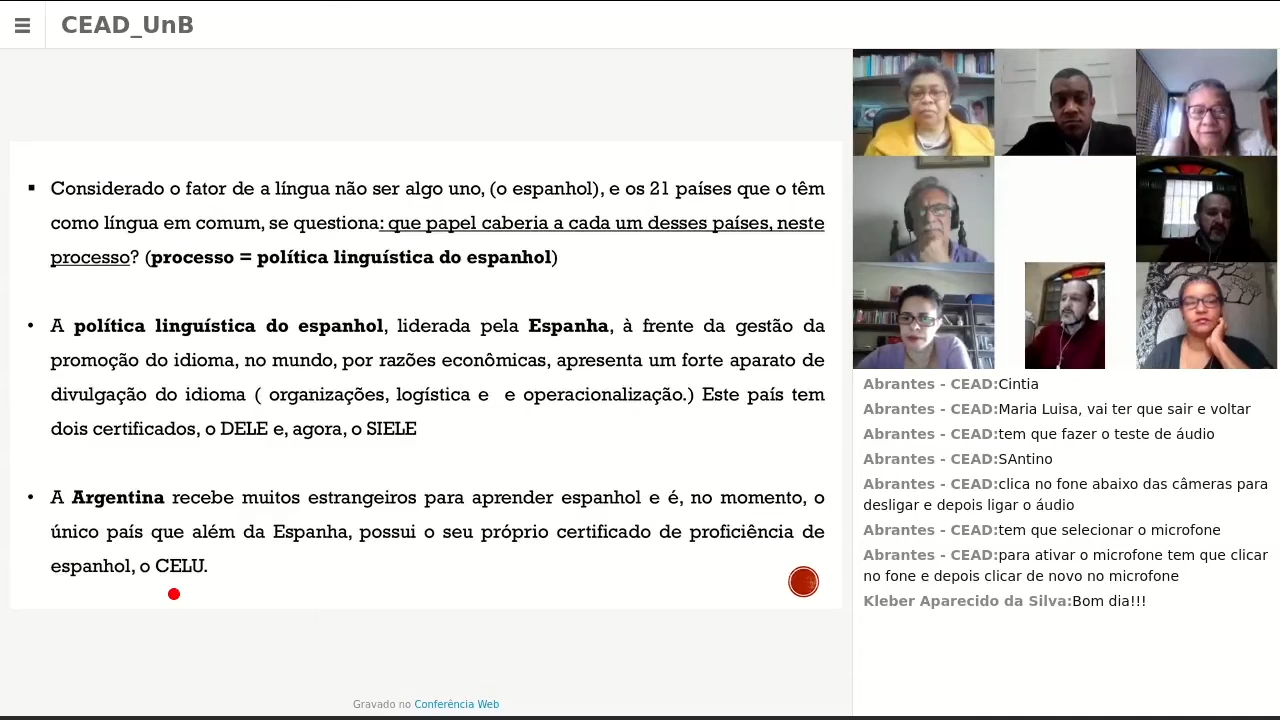 CEAD_UnB
▪ Considerado o fator de a língua não ser algo uno, (o espanhol), e os 21 países que o têm
como língua em comum, se questiona: que papel caberia a cada um desses países, neste
processo? (processo = política linguística do espanhol)
• A política linguística do espanhol, liderada pela Espanha, à frente da gestão da
promoção do idioma, no mundo, por razões econômicas, apresenta um forte aparato de
divulgação do idioma ( organizações, logística e e operacionalização.) Este país tem
dois certificados, o DELE e, agora, o SIELE
• A Argentina recebe muitos estrangeiros para aprender espanhol e é, no momento, o
único país que além da Espanha, possui o seu próprio certificado de proficiência de
espanhol, o CELU.
Gravado no Conferência Web
Abrantes - CEAD:Cintia
Abrantes - CEAD:Maria Luisa, vai ter que sair e voltar
Abrantes - CEAD:tem que fazer o teste de áudio
Abrantes - CEAD:SAntino
Abrantes - CEAD:clica no fone abaixo das câmeras para
desligar e depois ligar o áudio
Abrantes - CEAD:tem que selecionar o microfone
Abrantes - CEAD:para ativar o microfone tem que clicar
no fone e depois clicar de novo no microfone
Kleber Aparecido da Silva:Bom dia!!!